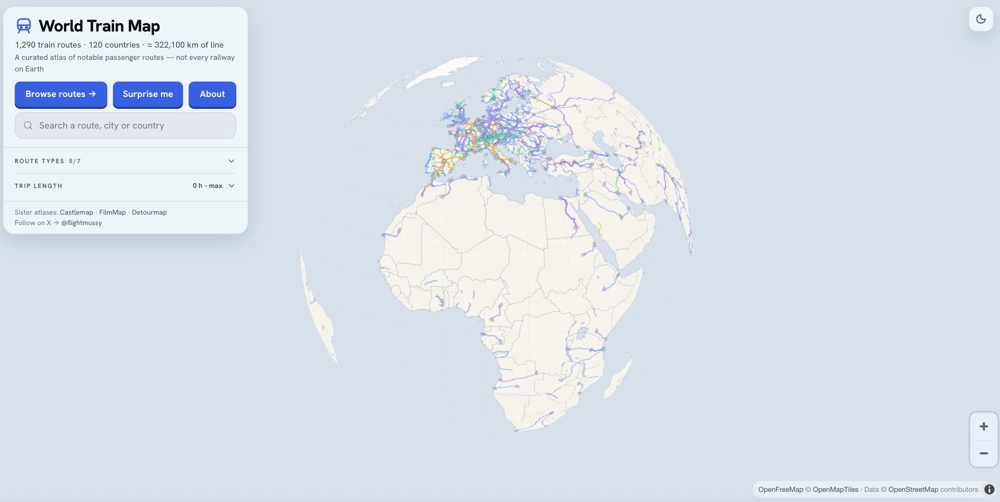 World Train Map
1,290 train routes · 120 countries · ≈ 322,100 km of line
A curated atlas of notable passenger routes — not every railway
on Earth
Browse routes →
Surprise me
About
Search a route, city or country
ROUTE TYPES 5/7
TRIP LENGTH 0 h – max
Sister atlases: Castlemap · FilmMap · Detourmap
Follow on X → @flightmussy
OpenFreeMap © OpenMapTiles · Data © OpenStreetMap contributors